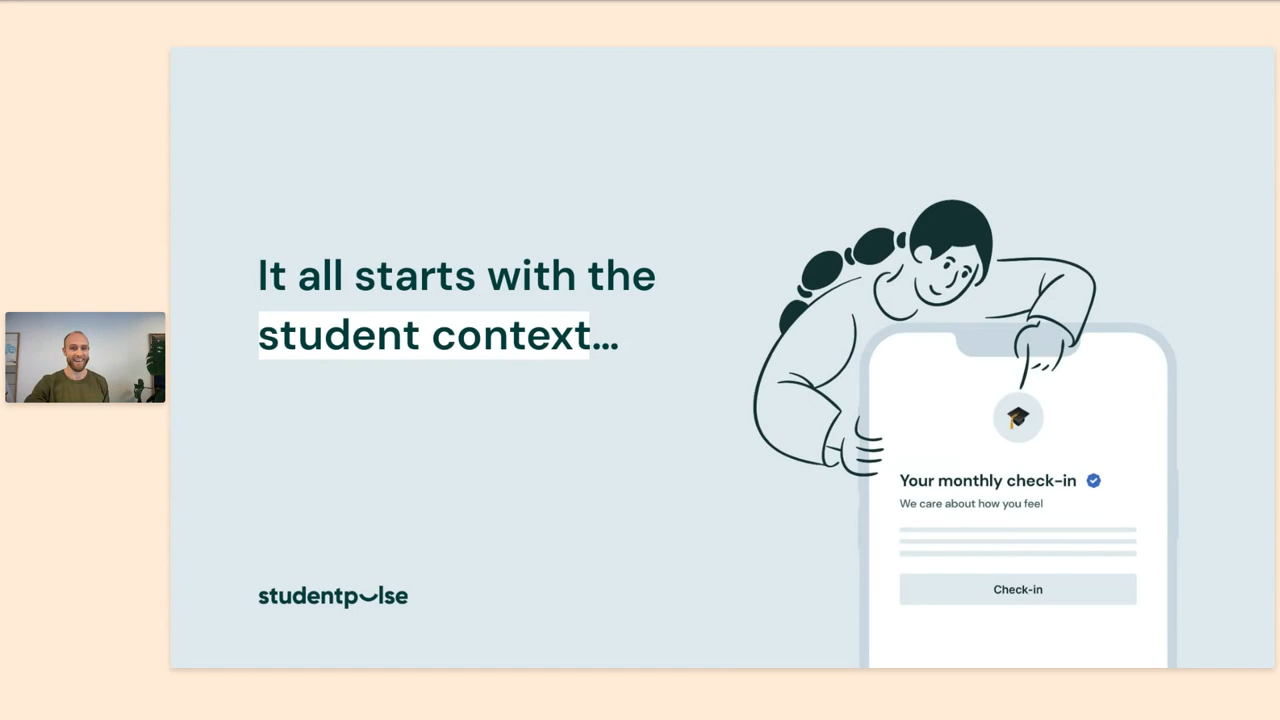 It all starts with the
student context...
Your monthly check-in
We care about how you feel
Check-in
studentpulse